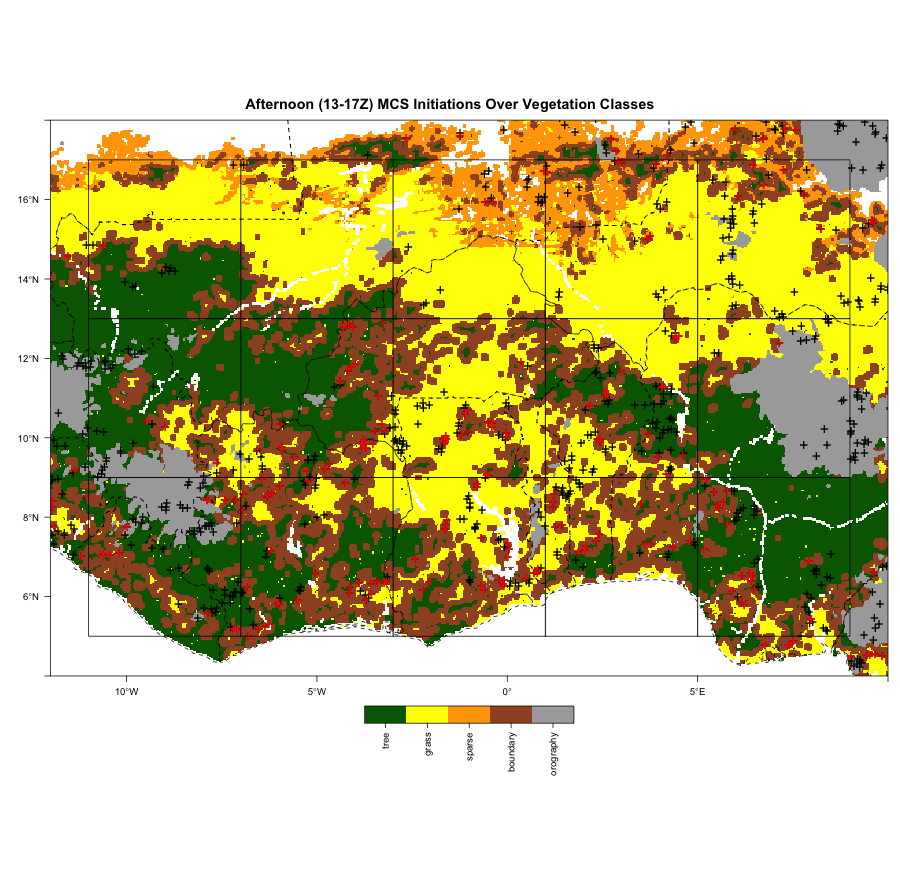 Afternoon (13-17Z) MCS Initiations Over Vegetation Classes
16°N
14°N
12°N
10°N
8°N
6°N
10°W
5°W
0°
5°E
tree
grass
sparse
boundary
orography